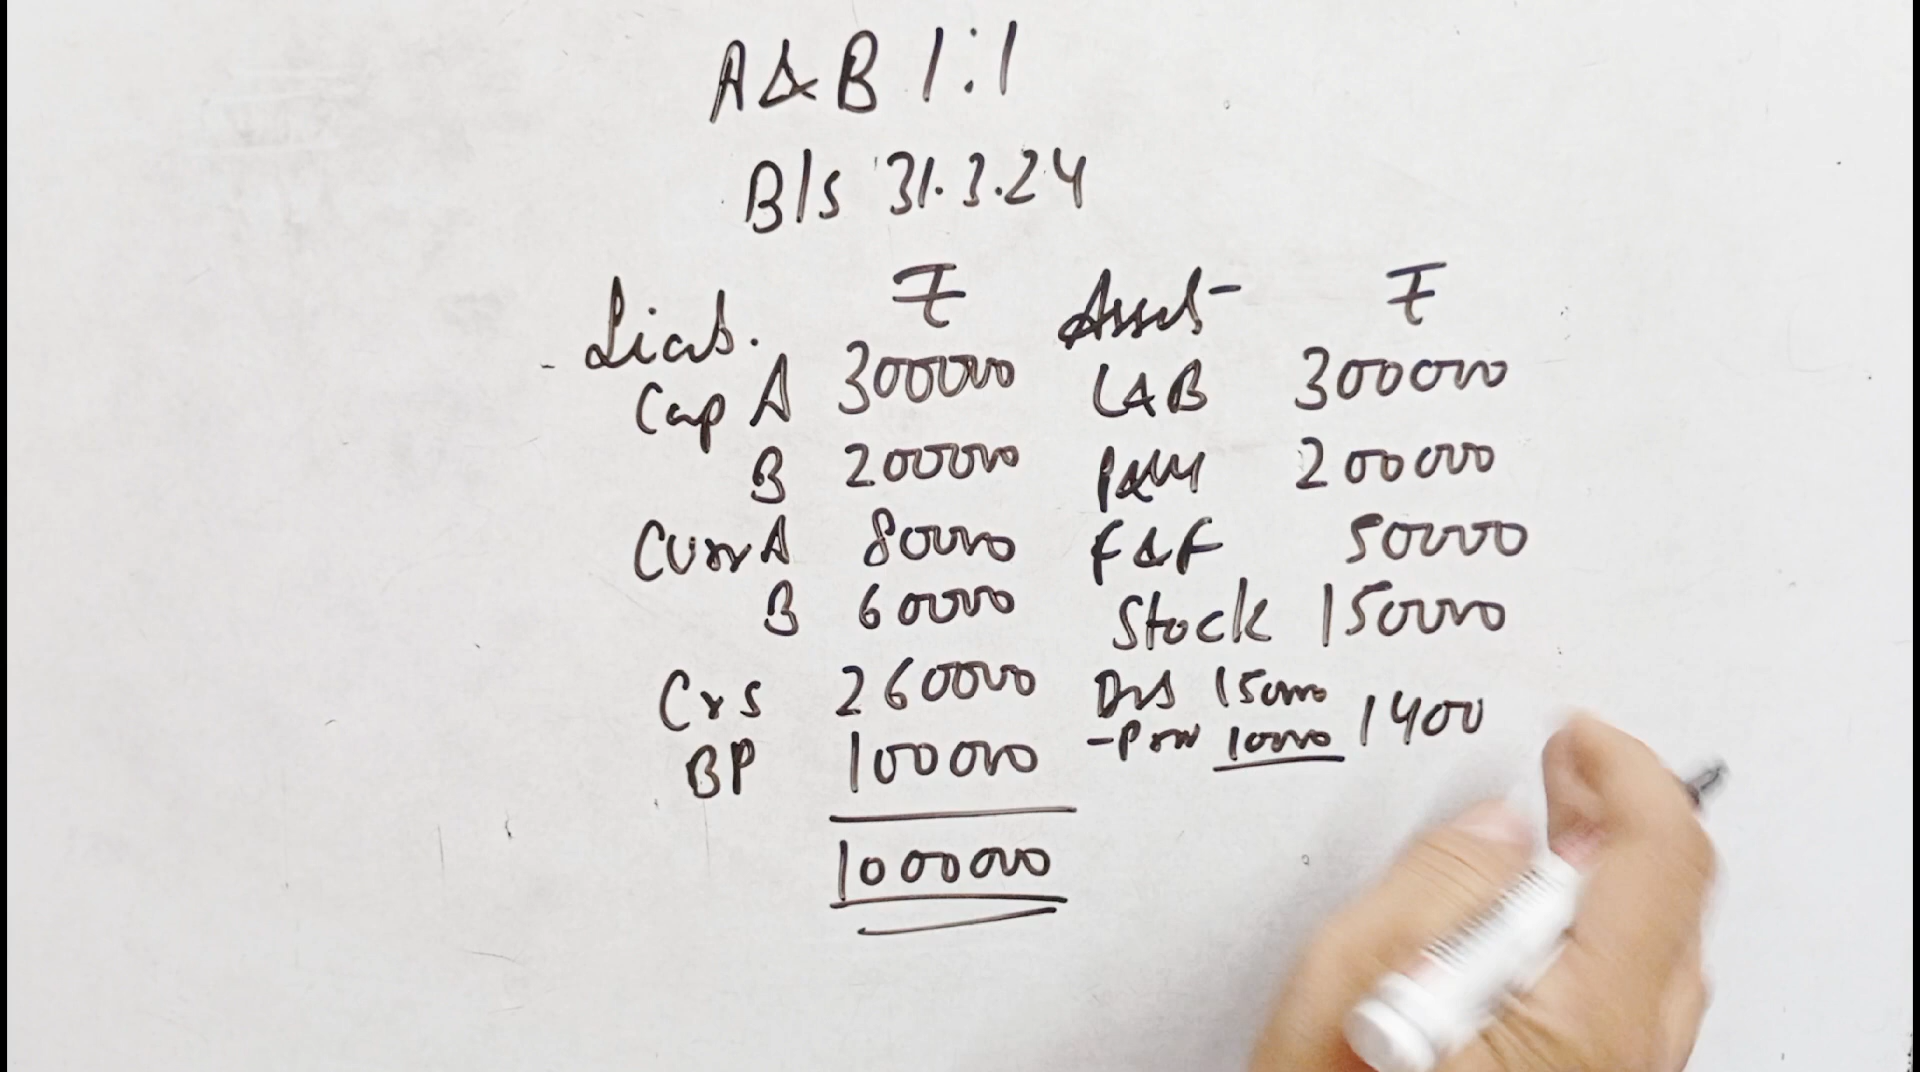 A & B 1:1
B/s 31.3.24
Liab. ₹ Assets ₹
Cap A 300000 L&B 300000
B 200000 P&M 200000
Curr A 80000 F&F 50000
B 60000 Stock 150000
Crs 260000 Drs 150000
BP 100000 -Prov 10000 1400
1000000